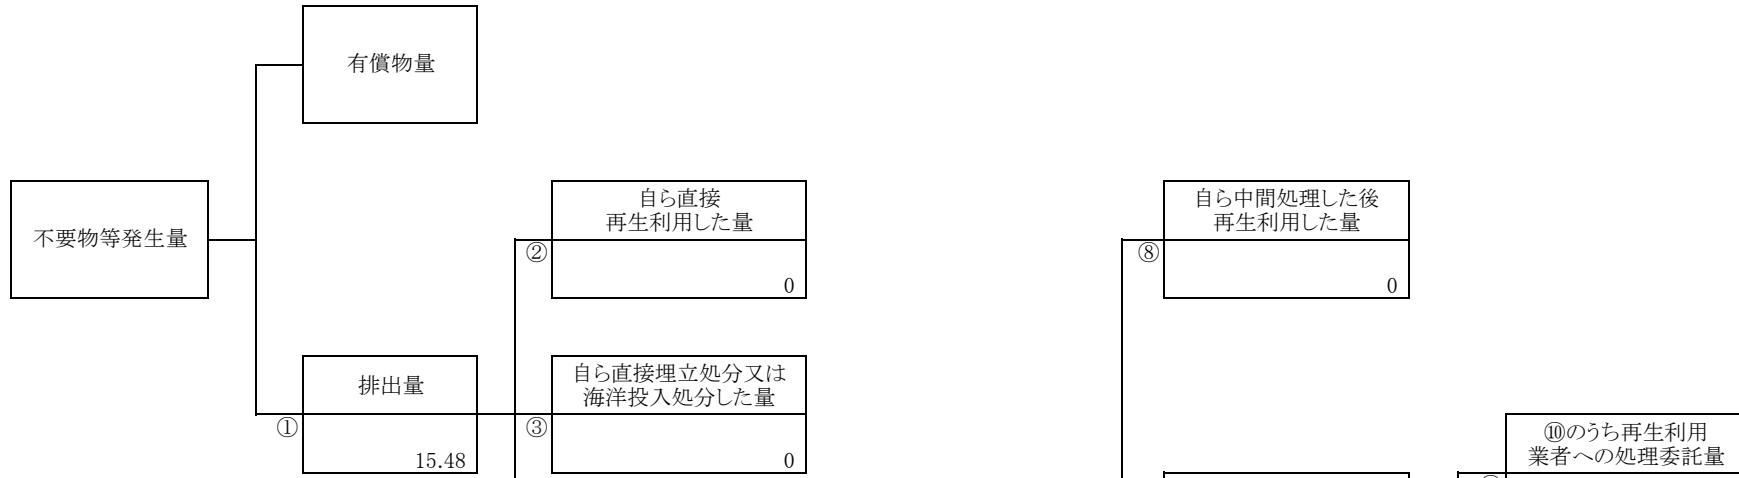 有償物量
不要物等発生量
自ら直接
再生利用した量
②
0
自ら中間処理した後
再生利用した量
⑧
0
排出量
①
15.48
自ら直接埋立処分又は
海洋投入処分した量
③
0
⑩のうち再生利用
業者への処理委託量